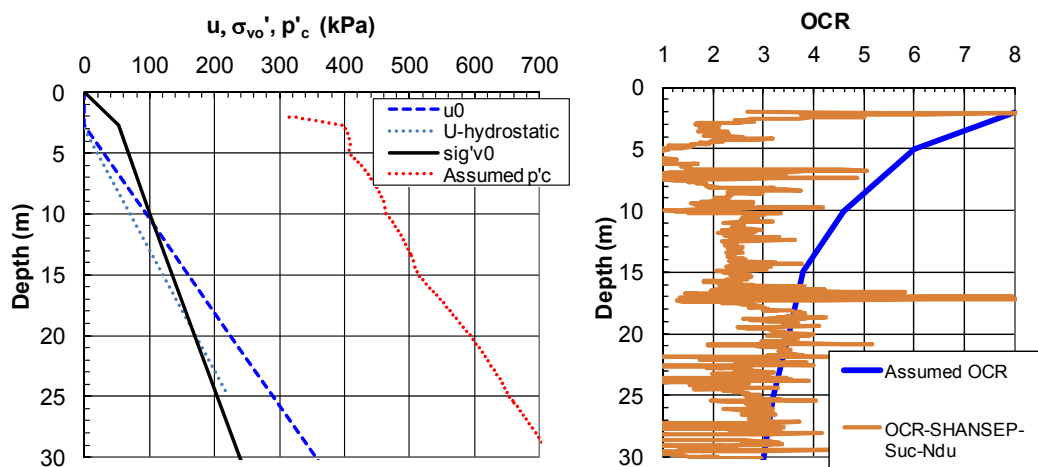 u, σvo', p'c (kPa)
0 100 200 300 400 500 600 700
0
5
10
15
20
25
30
Depth (m)
u0
U-hydrostatic
sig'v0
Assumed p'c
OCR
1 2 3 4 5 6 7 8
0
5
10
15
20
25
30
Depth (m)
Assumed OCR
OCR-SHANSEP-
Suc-Ndu